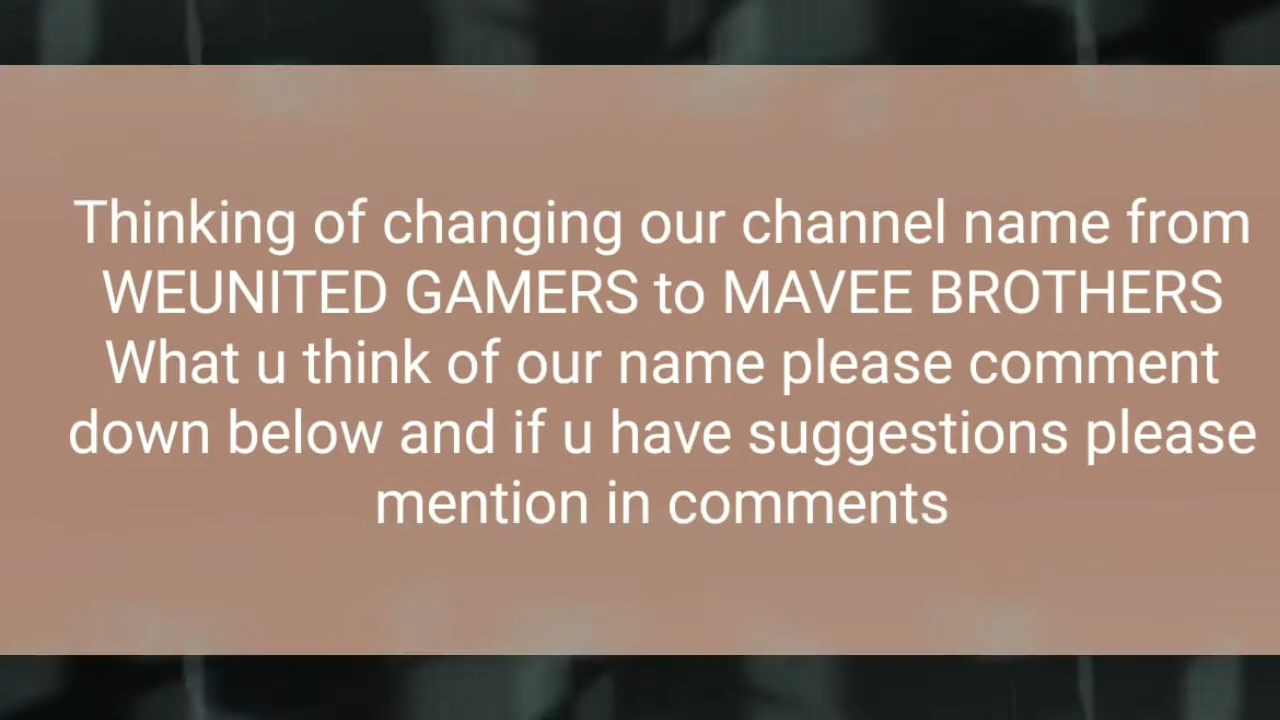 Thinking of changing our channel name from
WEUNITED GAMERS to MAVEE BROTHERS
What u think of our name please comment
down below and if u have suggestions please
mention in comments